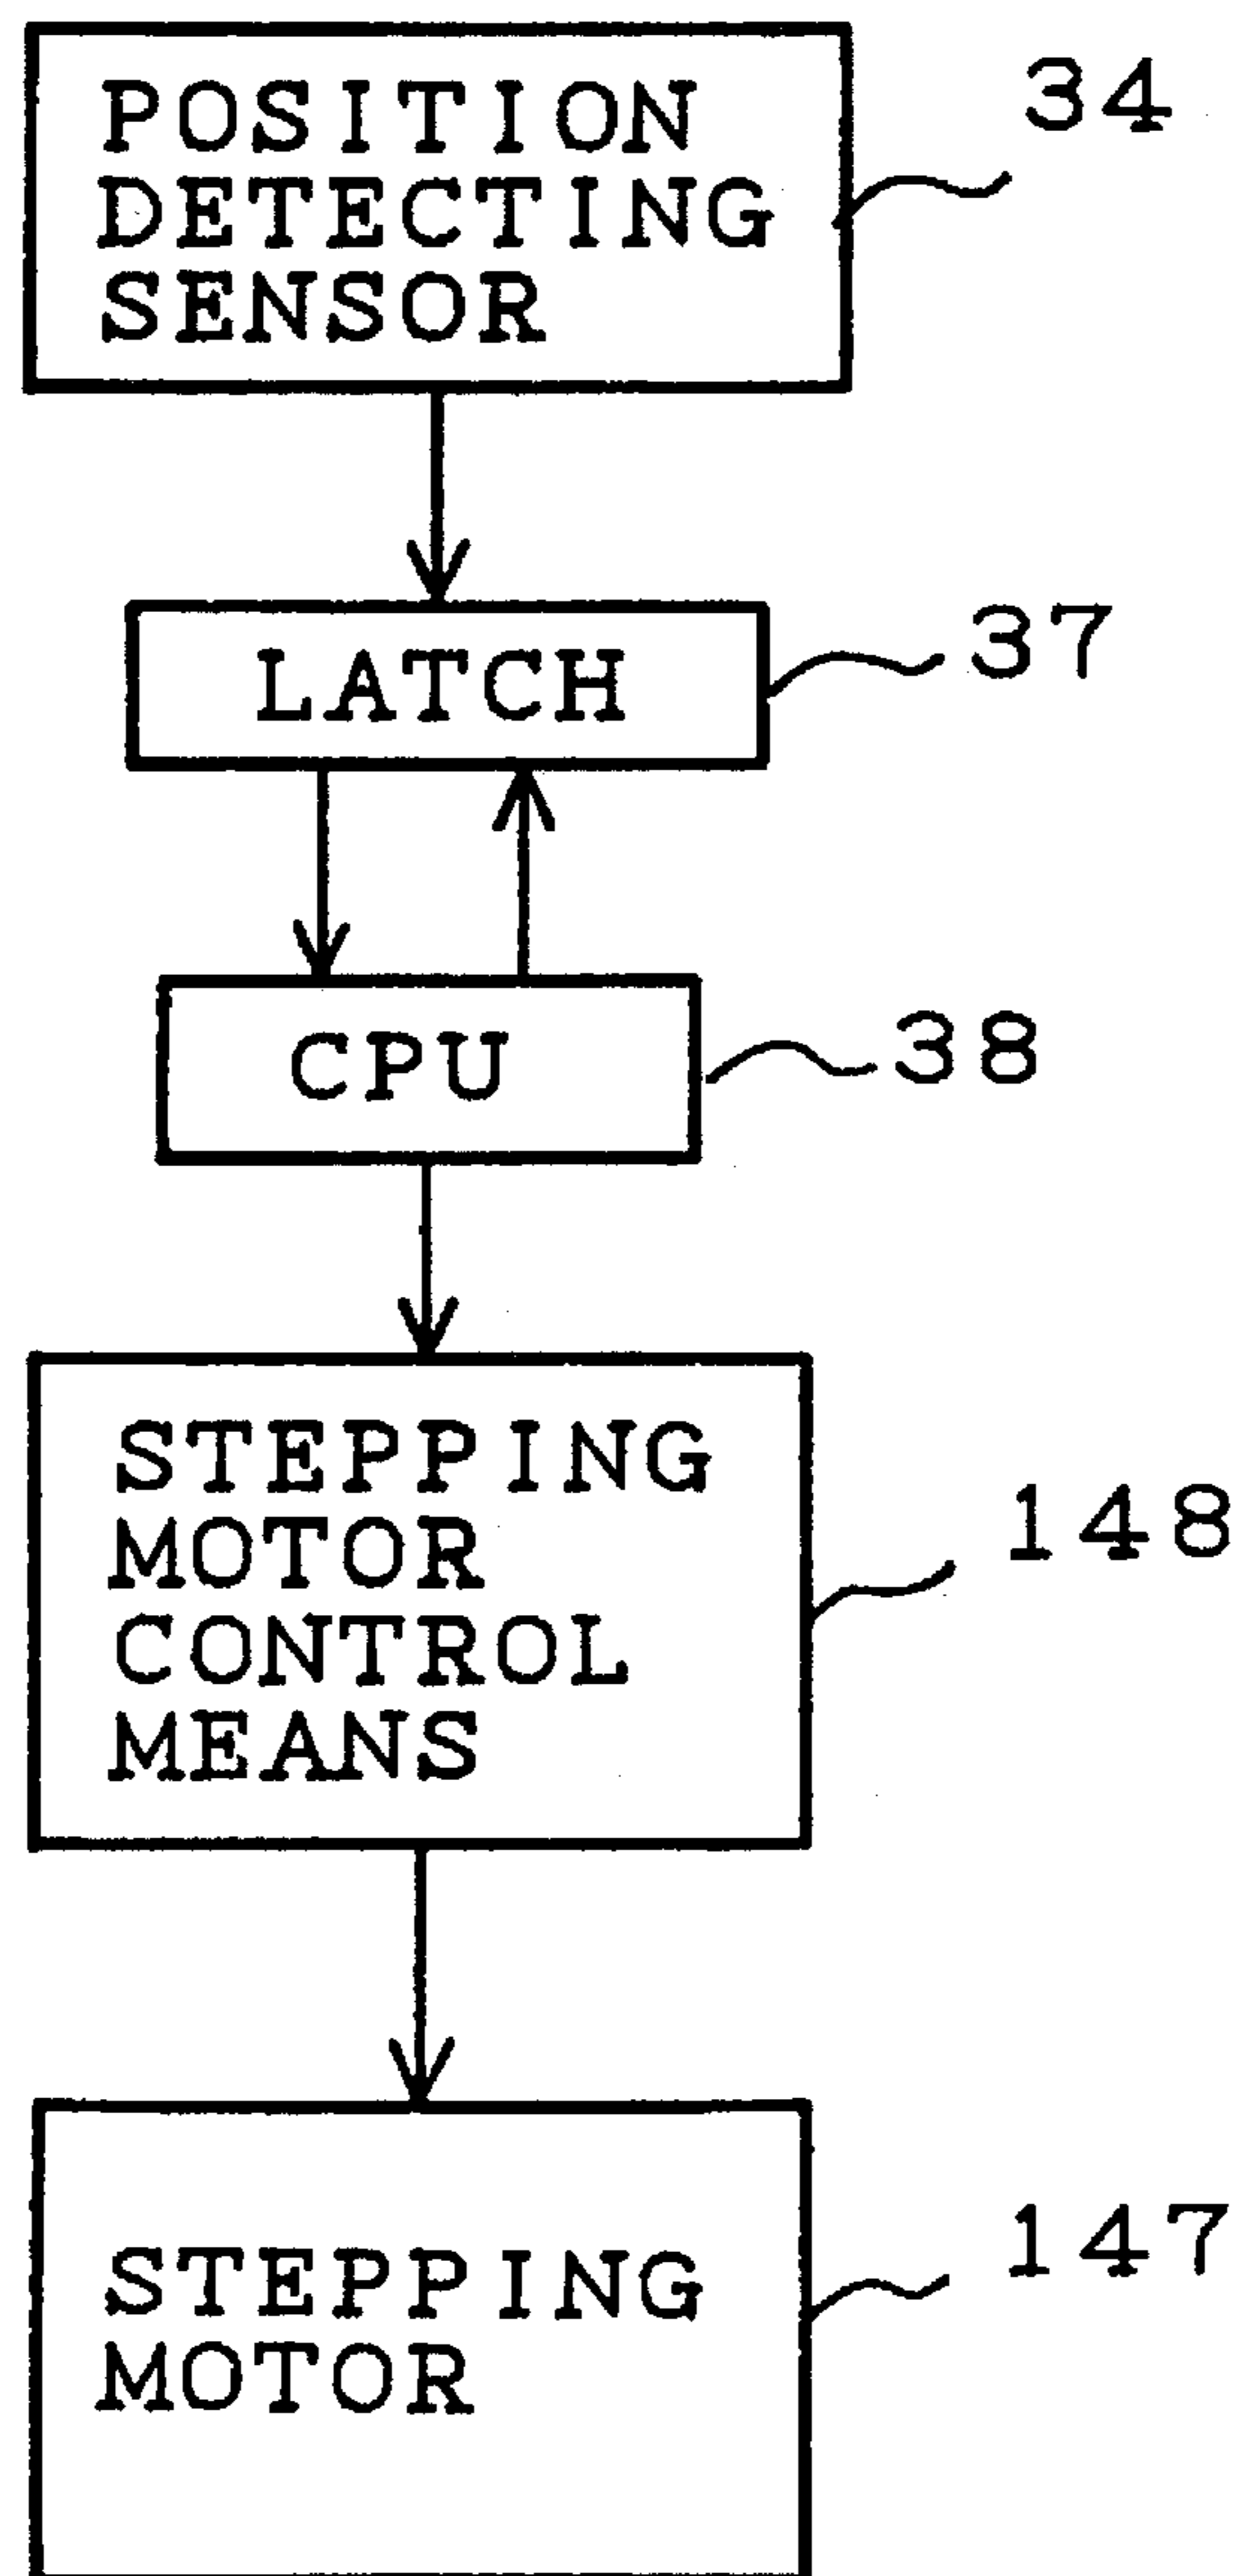 POSITION
DETECTING
SENSOR
34
LATCH
37
CPU
38
STEPPING
MOTOR
CONTROL
MEANS
148
STEPPING
MOTOR
147